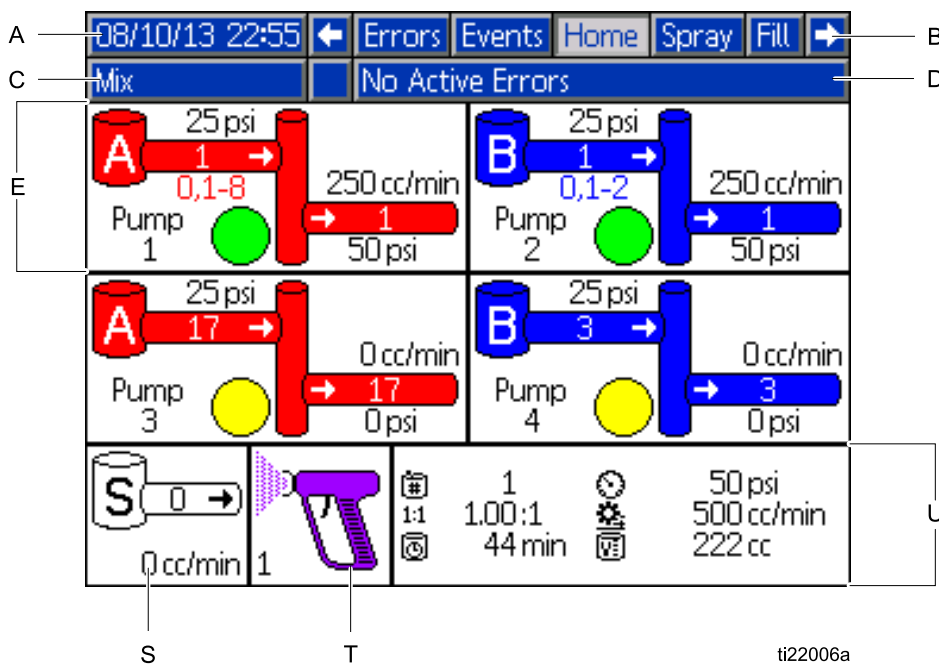 A 08/10/13 22:55 Errors Events Home Spray Fill B
C Mix No Active Errors D
E
25 psi
A 1
0,1-8
250 cc/min
Pump 1
1
50 psi
25 psi
B 1
0,1-2
250 cc/min
Pump 2
1
50 psi
25 psi
A 17
0 cc/min
Pump 3
17
0 psi
25 psi
B 3
0 cc/min
Pump 4
3
0 psi
S 0
0 cc/min
1
# 1 50 psi
1:1 1.00:1 500 cc/min
44 min V 222 cc
U
S T ti22006a